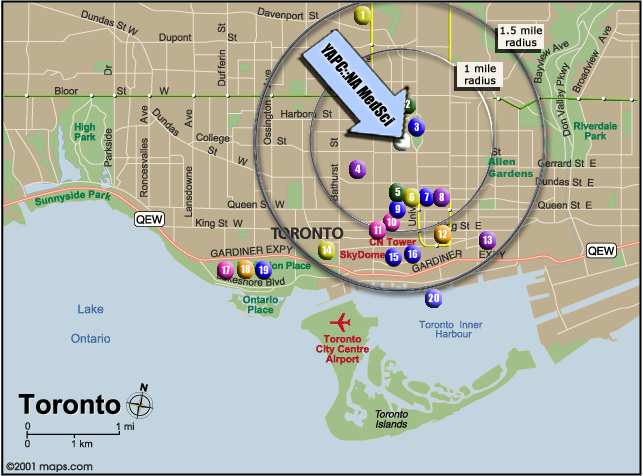 Davenport St
1
1.5 mile
radius
Dundas St W
Dupont St
Dufferin
St
Bayview Ave
Broadview Ave
1 mile
radius
Don Valley Pkwy
YAPC::NA MedSci
Dr
Bloor St
2
High
Park
Parkside
Ave
Ave
Ossington Ave
Harbord St
3
Riverdale
Park
Roncesvalles
Dundas St
College St
St
St
Allen
Gardens
Gerrard St E
Lansdowne
Bathurst
4
Dundas St E
Sunnyside Park
Queen St W
5
6
7
8
9
Queen St E
QEW
King St W
10
11
12
13
TORONTO
CN Tower
GARDINER EXPY
14
SkyDome
15
16
GARDINER EXPY
QEW
17
18
19
Lakeshore Blvd
Ontario
Place
20
Lake
Ontario
Toronto Inner
Harbour
Toronto
City Centre
Airport
N
Toronto
0 1 mi
0 1 km
Toronto
Islands
©2001 maps.com